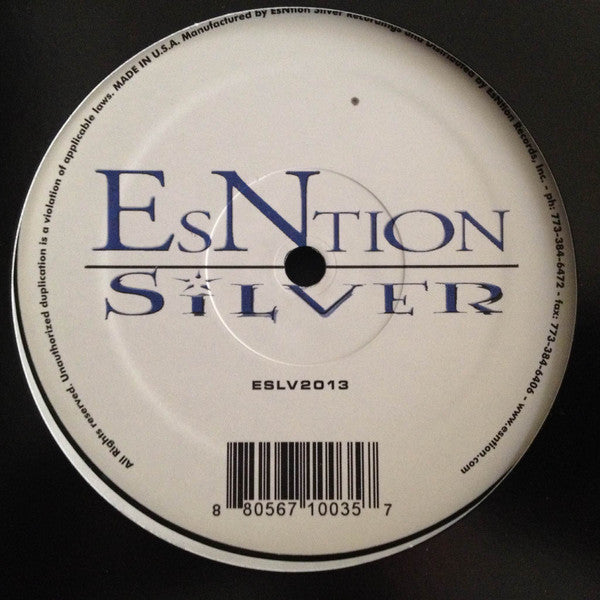 All Rights reserved. Unauthorized duplication is a violation of applicable laws. MADE IN U.S.A. Manufactured by EsNtion Silver Recordings and Distributed by EsNtion Records, Inc. - ph: 773-384-6472 - fax: 773-384-6406 - www.esntion.com
EsNtion
Silver
ESLV2013
8 80567 10035 7